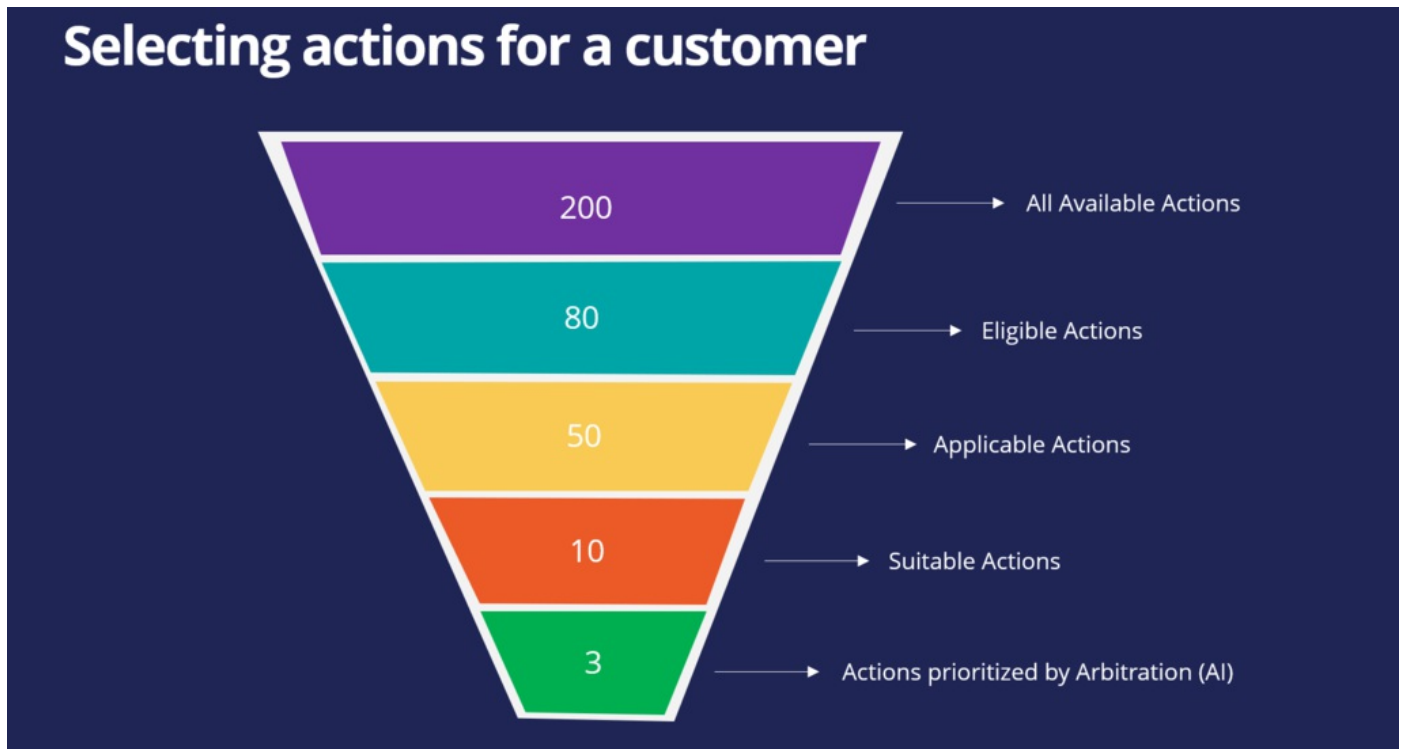 Selecting actions for a customer
200
All Available Actions
80
Eligible Actions
50
Applicable Actions
10
Suitable Actions
3
Actions prioritized by Arbitration (AI)